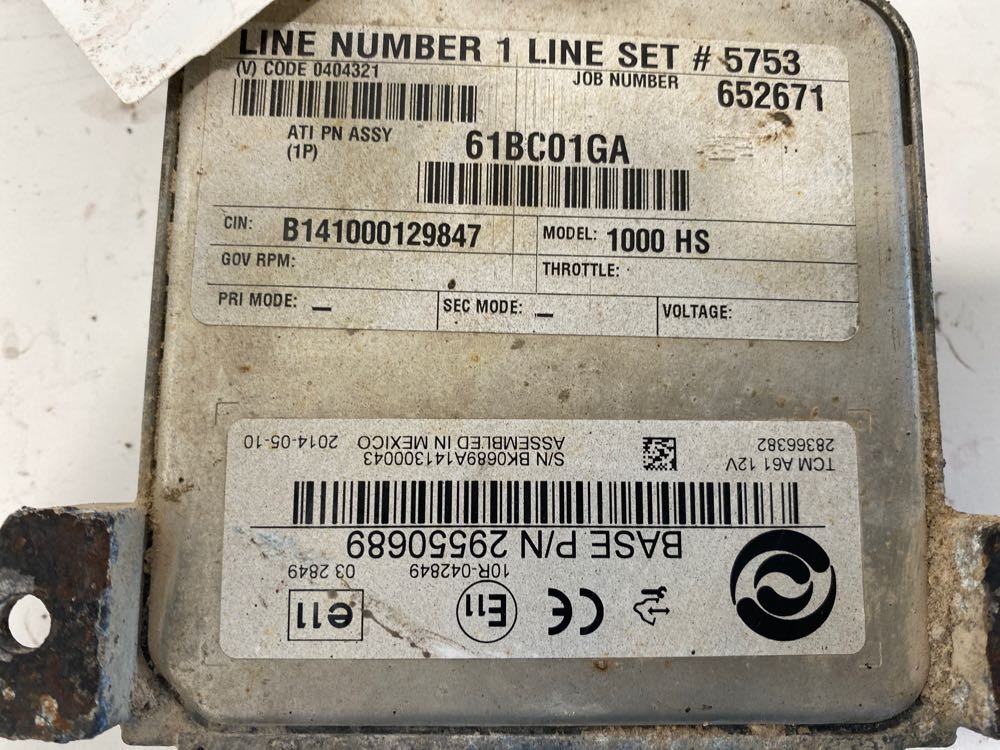 LINE NUMBER 1 LINE SET # 5753
(V) CODE 0404321
JOB NUMBER 652671
ATI PN ASSY 61BC01GA
(1P)
CIN: B141000129847
MODEL: 1000 HS
GOV RPM:
THROTTLE:
PRI MODE: —
SEC MODE: —
VOLTAGE:
TCM A61 12V
28366382
S/N BK0689A141300043
ASSEMBLED IN MEXICO 2014-05-10
BASE P/N 29550689
10R-042849
03 2849
CE
E11
e11